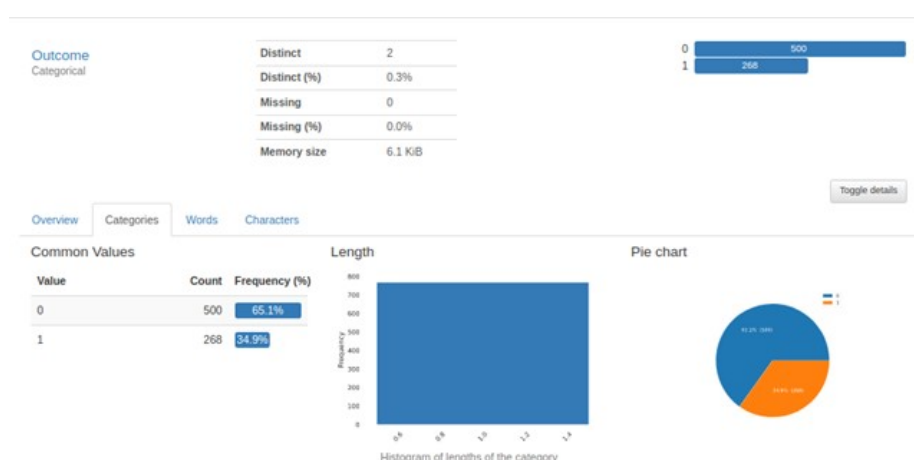 Outcome
Categorical
Distinct 2
Distinct (%) 0.3%
Missing 0
Missing (%) 0.0%
Memory size 6.1 KiB
0 500
1 268
Toggle details
Overview Categories Words Characters
Common Values
Value Count Frequency (%)
0 500 65.1%
1 268 34.9%
Length
800
700
600
500
400
300
200
100
0
Frequency
0.6 0.8 1.0 1.2 1.4
Histogram of lengths of the category
Pie chart